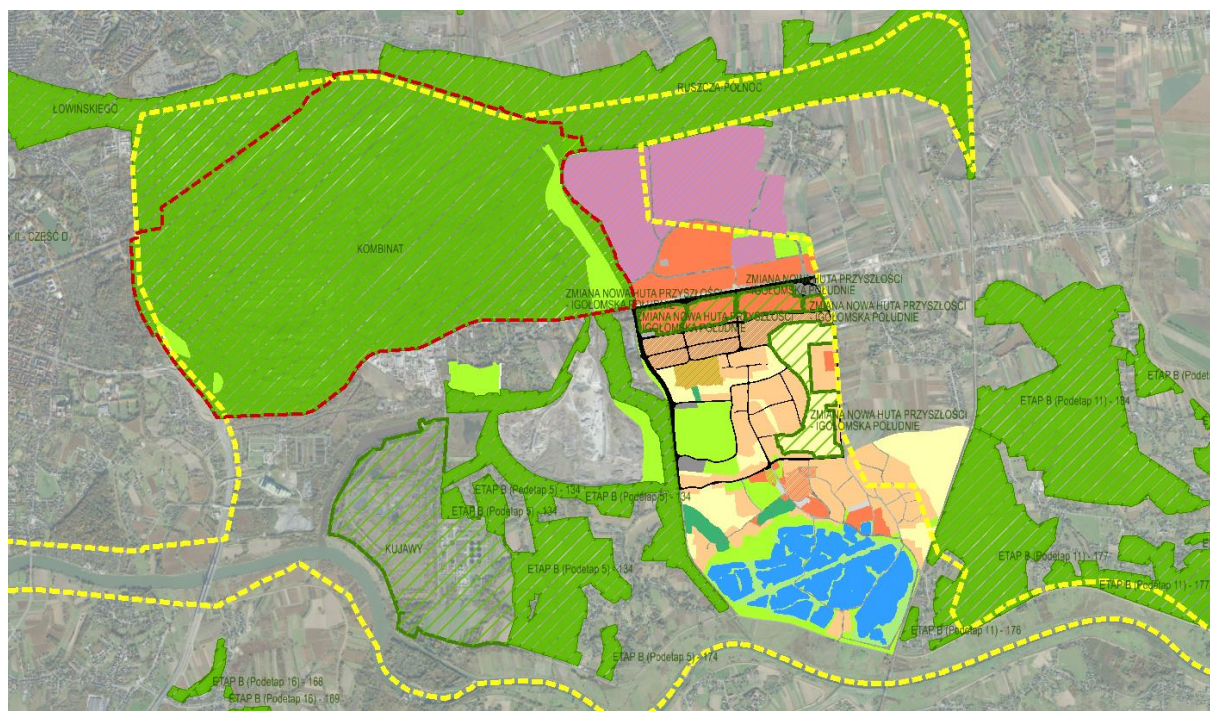 ŁOWIŃSKIEGO
RUSZCZA-PÓŁNOC
CZĘŚĆ D
KOMBINAT
ZMIANA NOWA HUTA PRZYSZŁOŚCI
- IGOŁOMSKA POŁUDNIE
ZMIANA NOWA HUTA PRZYSZŁOŚCI
ZMIANA NOWA HUTA PRZYSZŁOŚCI
- IGOŁOMSKA POŁUDNIE
ZMIANA NOWA HUTA PRZYSZŁOŚCI
- IGOŁOMSKA POŁUDNIE
ETAP B
ETAP B (Podetap 11) - 184
ZMIANA NOWA HUTA PRZYSZŁOŚCI
- IGOŁOMSKA POŁUDNIE
ETAP B (Podetap 5) - 134
ETAP B (Podetap 5) - 134
ETAP B (Podetap 5) - 134
KUJAWY
ETAP B (Podetap 5) - 134
ETAP B (Podetap 11) - 177
ETAP B (Podetap 11) - 177
ETAP B (Podetap 11) - 176
ETAP B (Podetap 5) - 174
ETAP B (Podetap 16) - 168
ETAP B (Podetap 16) - 169